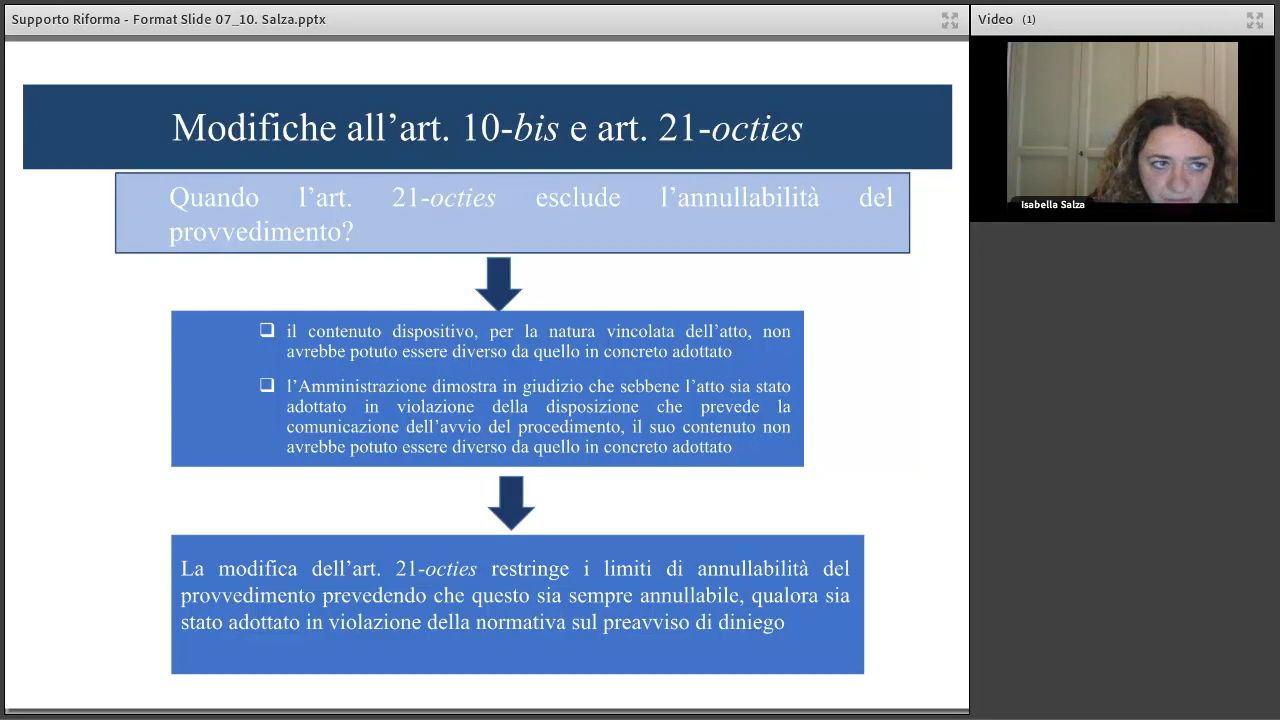 Supporto Riforma - Format Slide 07_10. Salza.pptx
Video (1)
Isabella Salza
Modifiche all’art. 10-bis e art. 21-octies
Quando l’art. 21-octies esclude l’annullabilità del
provvedimento?
❑ il contenuto dispositivo, per la natura vincolata dell’atto, non
avrebbe potuto essere diverso da quello in concreto adottato
❑ l’Amministrazione dimostra in giudizio che sebbene l’atto sia stato
adottato in violazione della disposizione che prevede la
comunicazione dell’avvio del procedimento, il suo contenuto non
avrebbe potuto essere diverso da quello in concreto adottato
La modifica dell’art. 21-octies restringe i limiti di annullabilità del
provvedimento prevedendo che questo sia sempre annullabile, qualora sia
stato adottato in violazione della normativa sul preavviso di diniego